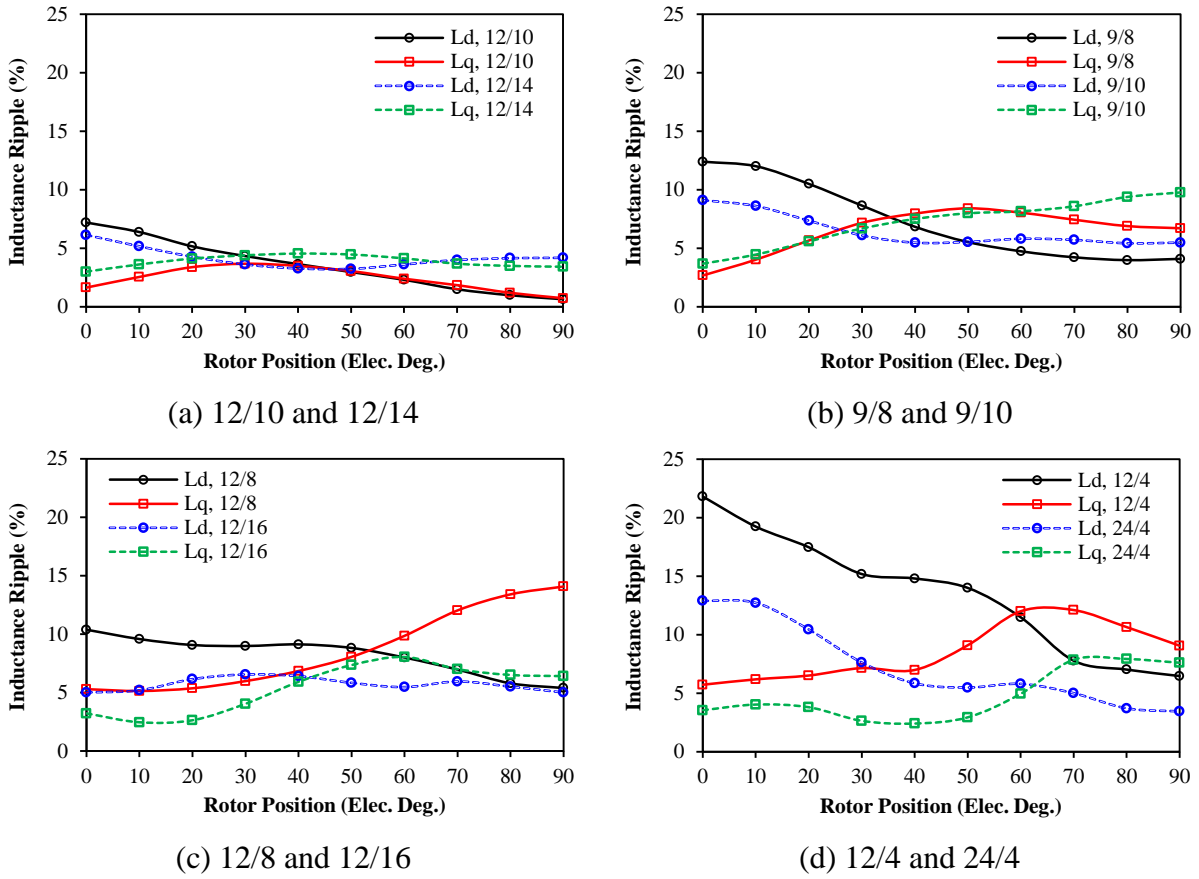 25
20
15
10
5
0
Inductance Ripple (%)
Ld, 12/10
Lq, 12/10
Ld, 12/14
Lq, 12/14
0 10 20 30 40 50 60 70 80 90
Rotor Position (Elec. Deg.)
(a) 12/10 and 12/14
25
20
15
10
5
0
Inductance Ripple (%)
Ld, 9/8
Lq, 9/8
Ld, 9/10
Lq, 9/10
0 10 20 30 40 50 60 70 80 90
Rotor Position (Elec. Deg.)
(b) 9/8 and 9/10
25
20
15
10
5
0
Inductance Ripple (%)
Ld, 12/8
Lq, 12/8
Ld, 12/16
Lq, 12/16
0 10 20 30 40 50 60 70 80 90
Rotor Position (Elec. Deg.)
(c) 12/8 and 12/16
25
20
15
10
5
0
Inductance Ripple (%)
Ld, 12/4
Lq, 12/4
Ld, 24/4
Lq, 24/4
0 10 20 30 40 50 60 70 80 90
Rotor Position (Elec. Deg.)
(d) 12/4 and 24/4